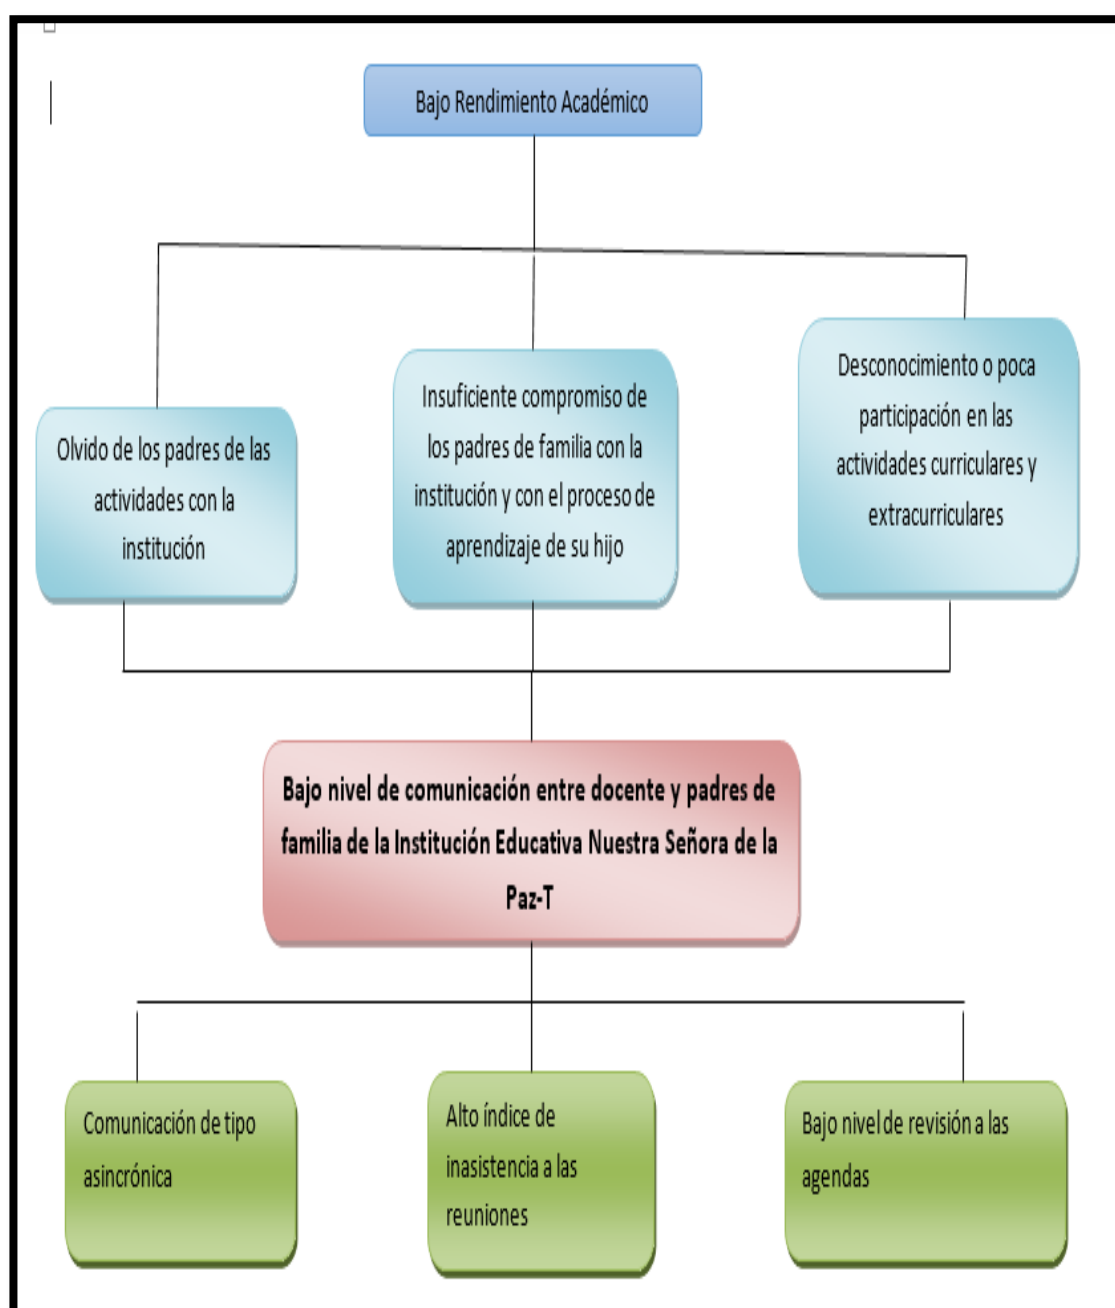 Bajo Rendimiento Académico
Olvido de los padres de las
actividades con la
institución
Insuficiente compromiso de
los padres de familia con la
institución y con el proceso de
aprendizaje de su hijo
Desconocimiento o poca
participación en las
actividades curriculares y
extracurriculares
Bajo nivel de comunicación entre docente y padres de
familia de la Institución Educativa Nuestra Señora de la
Paz-T
Comunicación de tipo
asincrónica
Alto índice de
inasistencia a las
reuniones
Bajo nivel de revisión a las
agendas